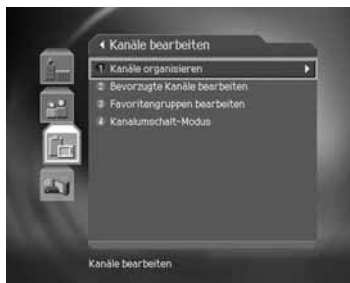 Kanäle bearbeiten
1 Kanäle organisieren
2 Bevorzugte Kanäle bearbeiten
3 Favoritengruppen bearbeiten
4 Kanalumschalt-Modus
Kanäle bearbeiten